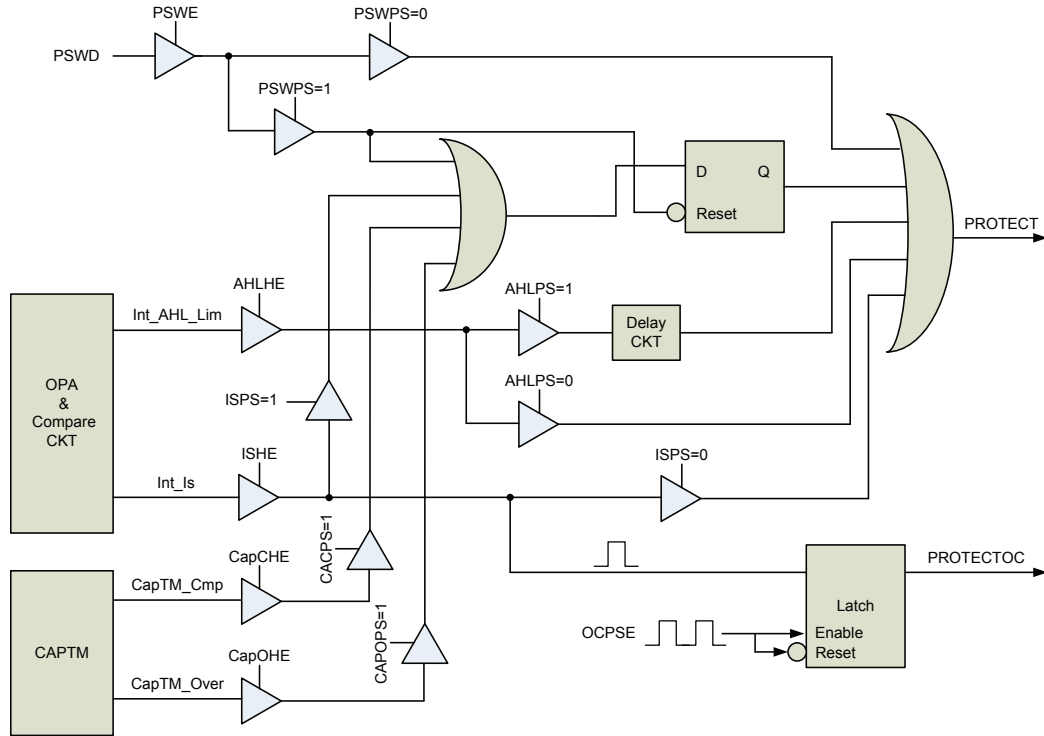 PSWE
PSWPS=0
PSWD
PSWPS=1
D
Q
Reset
PROTECT
AHLHE
AHLPS=1
Int_AHL_Lim
Delay
CKT
OPA
&
Compare
CKT
ISPS=1
AHLPS=0
ISHE
ISPS=0
Int_Is
CACPS=1
CapCHE
CapTM_Cmp
PROTECTOC
Latch
CAPOPS=1
OCPSE
Enable
Reset
CAPTM
CapOHE
CapTM_Over